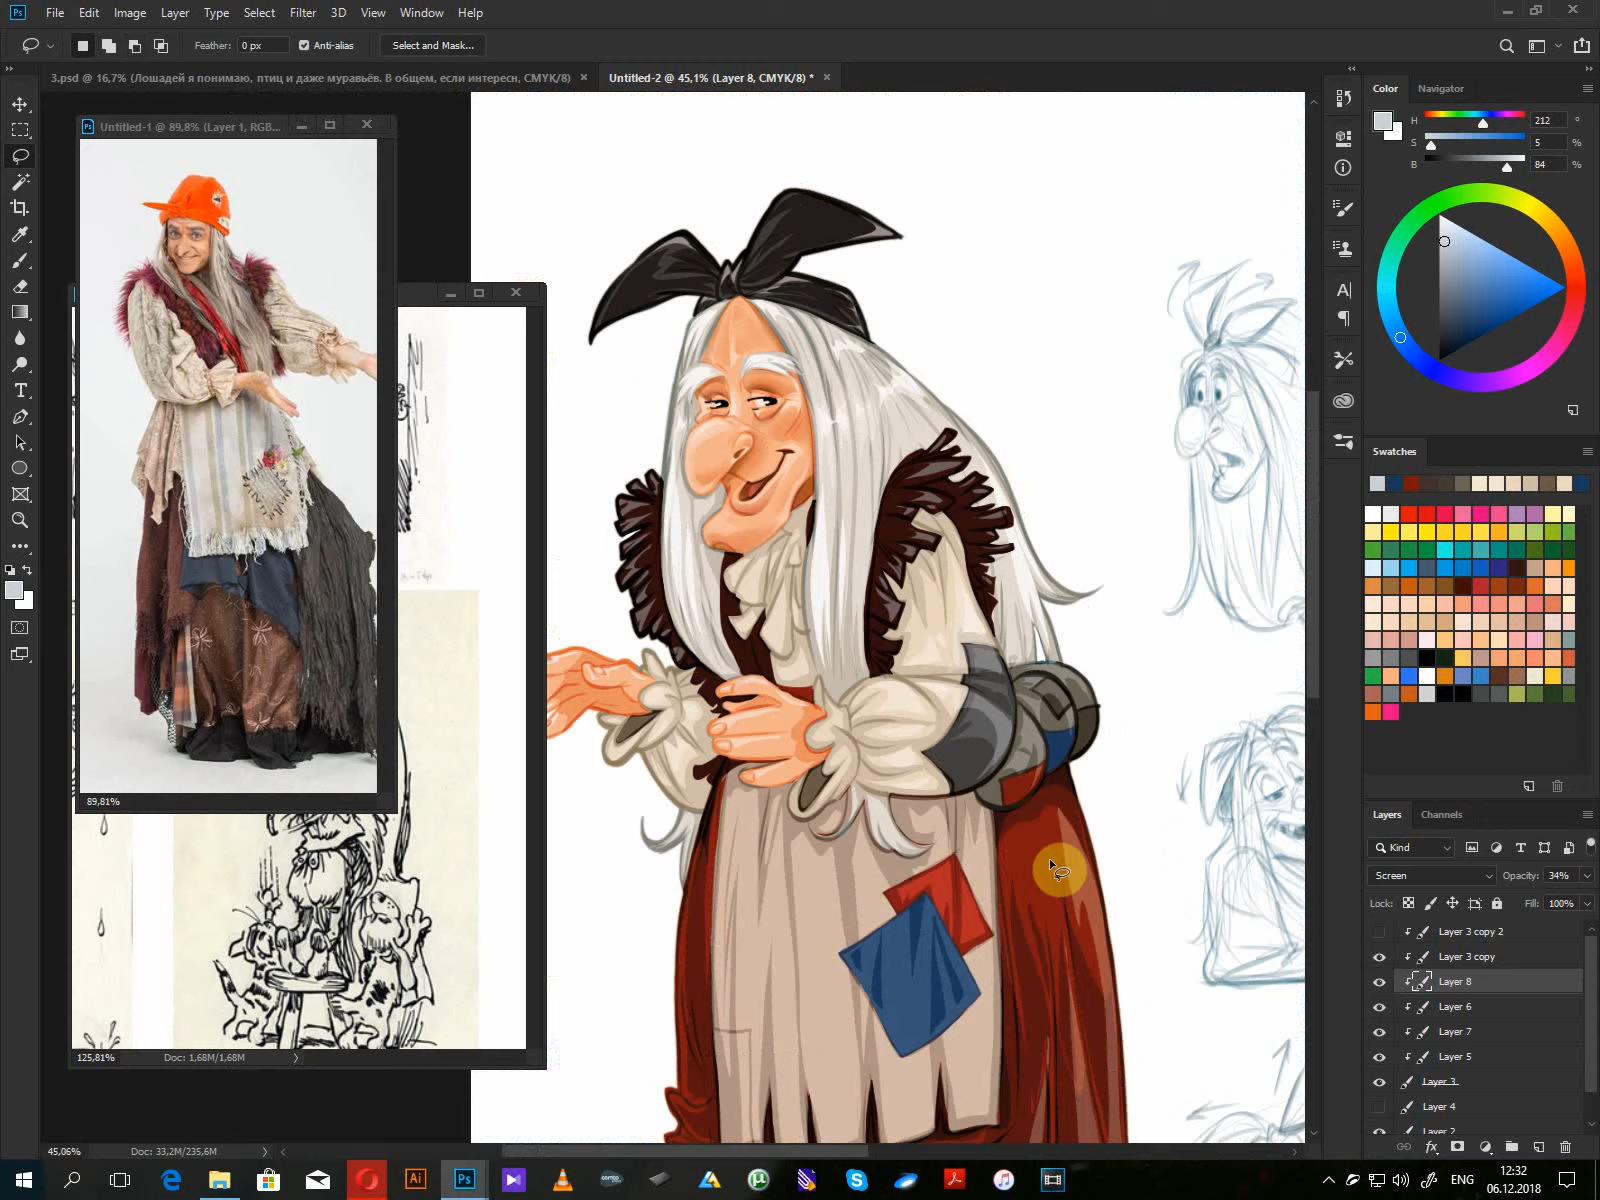 Ps File Edit Image Layer Type Select Filter 3D View Window Help
Feather: 0 px Anti-alias Select and Mask...
3.psd @ 16,7% (Лошадей я понимаю, птиц и даже муравьёв. В общем, если интересн, CMYK/8) ×
Untitled-2 @ 45,1% (Layer 8, CMYK/8) * ×
Untitled-1 @ 89,8% (Layer 1, RGB...
89,81%
125,81% Doc: 1,68M/1,68M
45,06% Doc: 33,2M/235,6M
Color Navigator
H 212 °
S 5 %
B 84 %
Swatches
Layers Channels
Kind
Screen Opacity: 34%
Lock: Fill: 100%
Layer 3 copy 2
Layer 3 copy
Layer 8
Layer 6
Layer 7
Layer 5
Layer 3
Layer 4
Layer 2
Ai Ps
ENG
12:32
06.12.2018